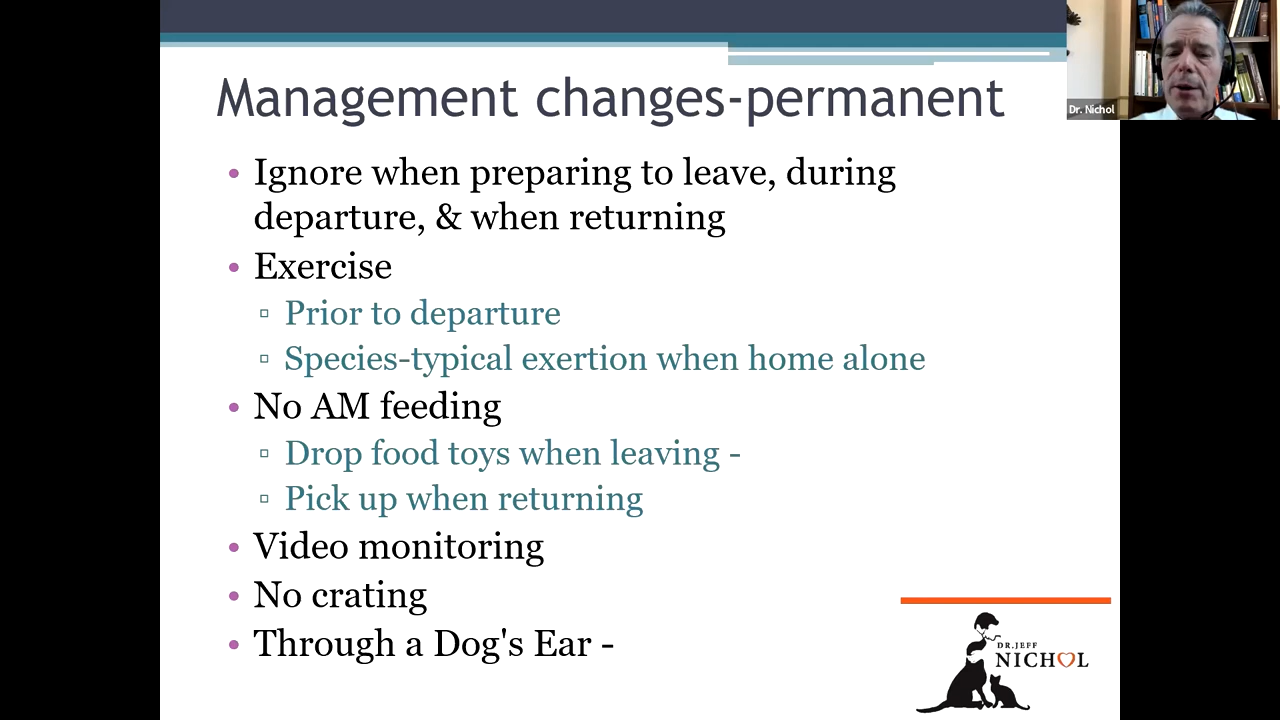 Management changes-permanent
Dr. Nichol
• Ignore when preparing to leave, during
departure, & when returning
• Exercise
▫ Prior to departure
▫ Species-typical exertion when home alone
• No AM feeding
▫ Drop food toys when leaving -
▫ Pick up when returning
• Video monitoring
• No crating
• Through a Dog's Ear -
DR. JEFF
NICHOL